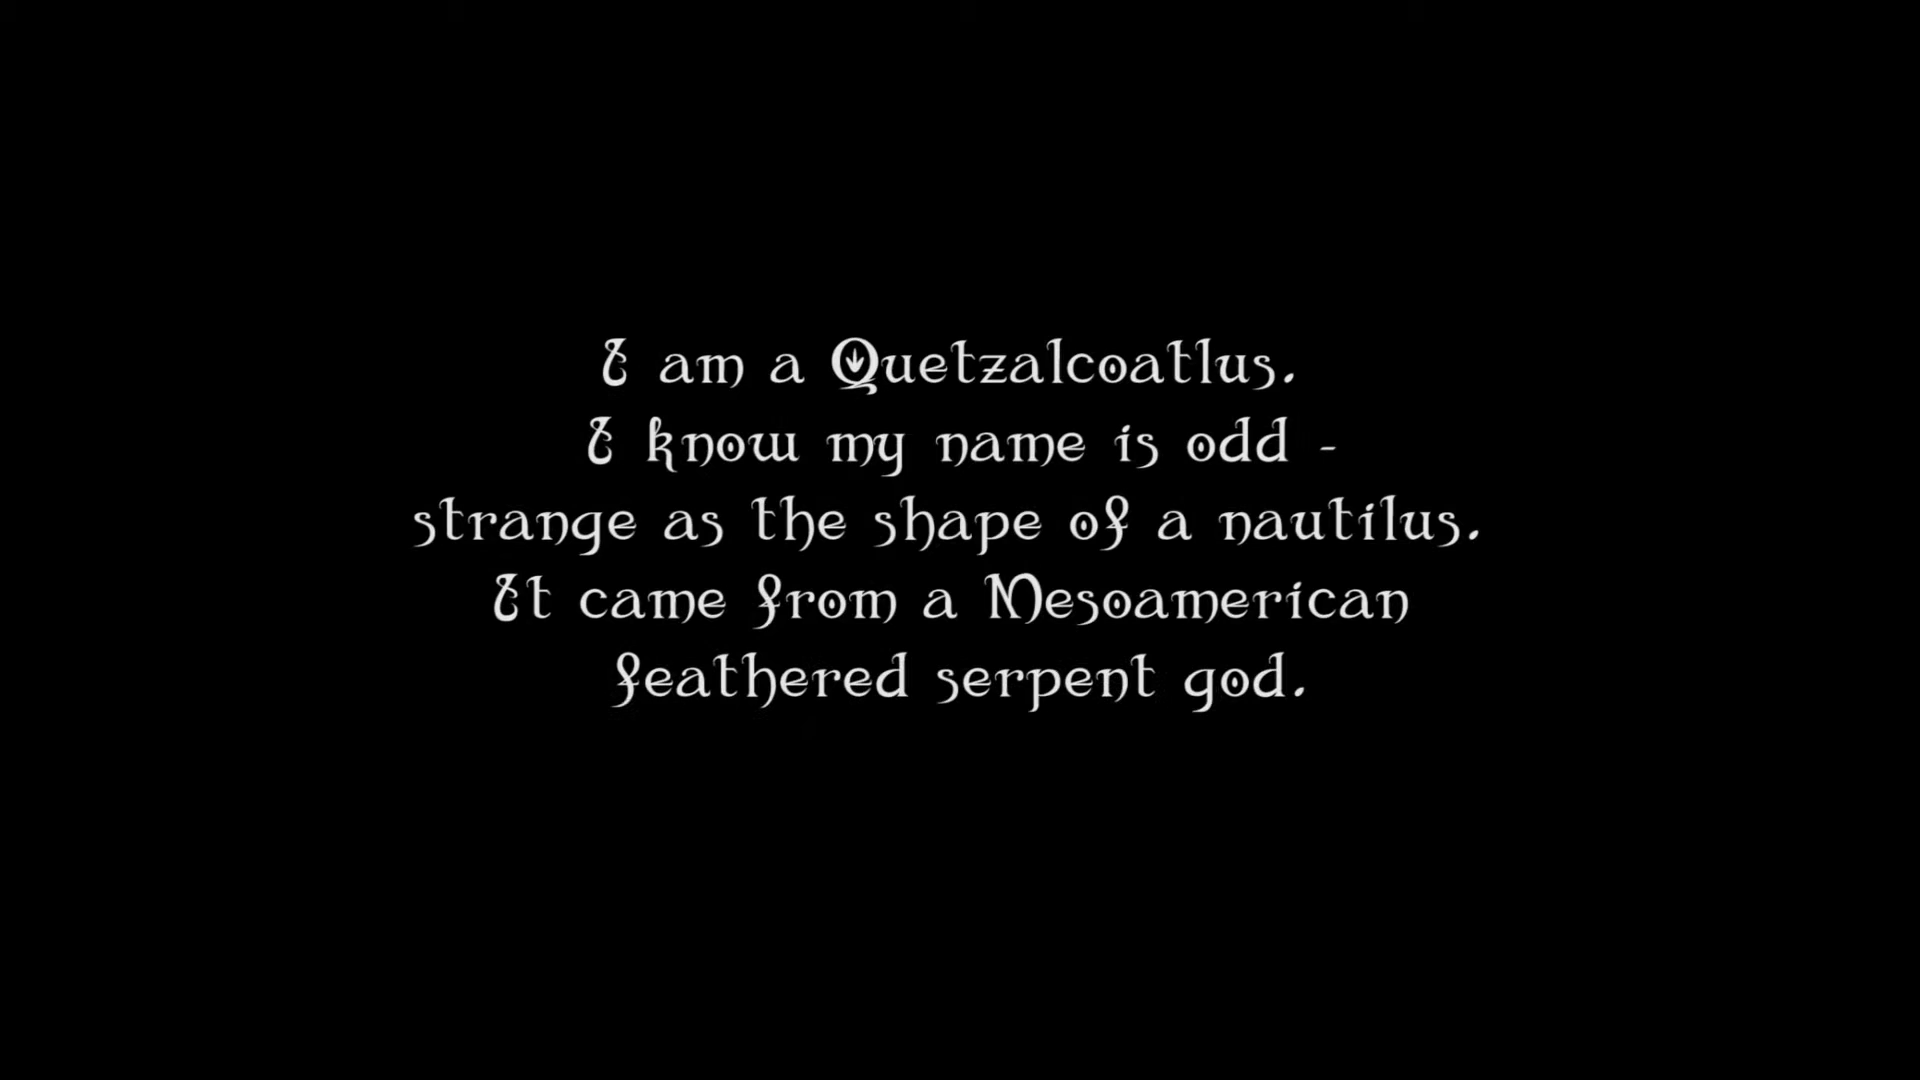 I am a Quetzalcoatlus.
I know my name is odd -
strange as the shape of a nautilus.
It came from a Mesoamerican
feathered serpent god.